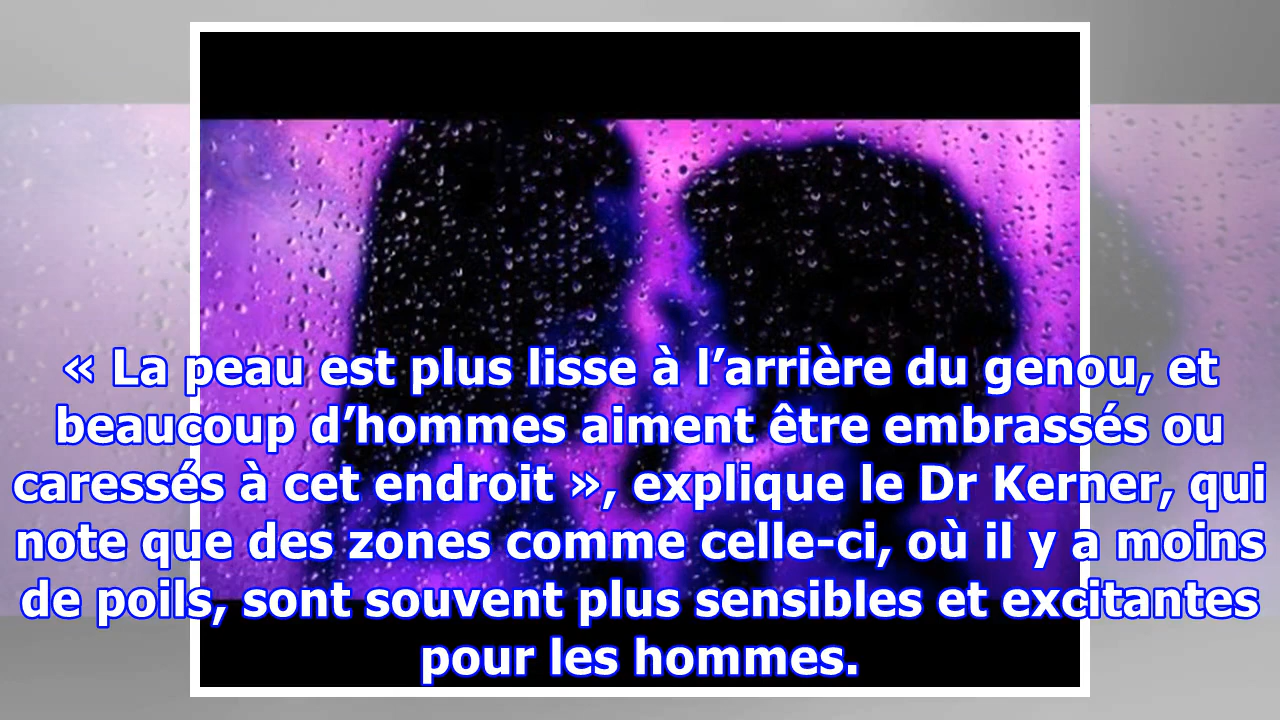 « La peau est plus lisse à l’arrière du genou, et
beaucoup d’hommes aiment être embrassés ou
caressés à cet endroit », explique le Dr Kerner, qui
note que des zones comme celle-ci, où il y a moins
de poils, sont souvent plus sensibles et excitantes
pour les hommes.